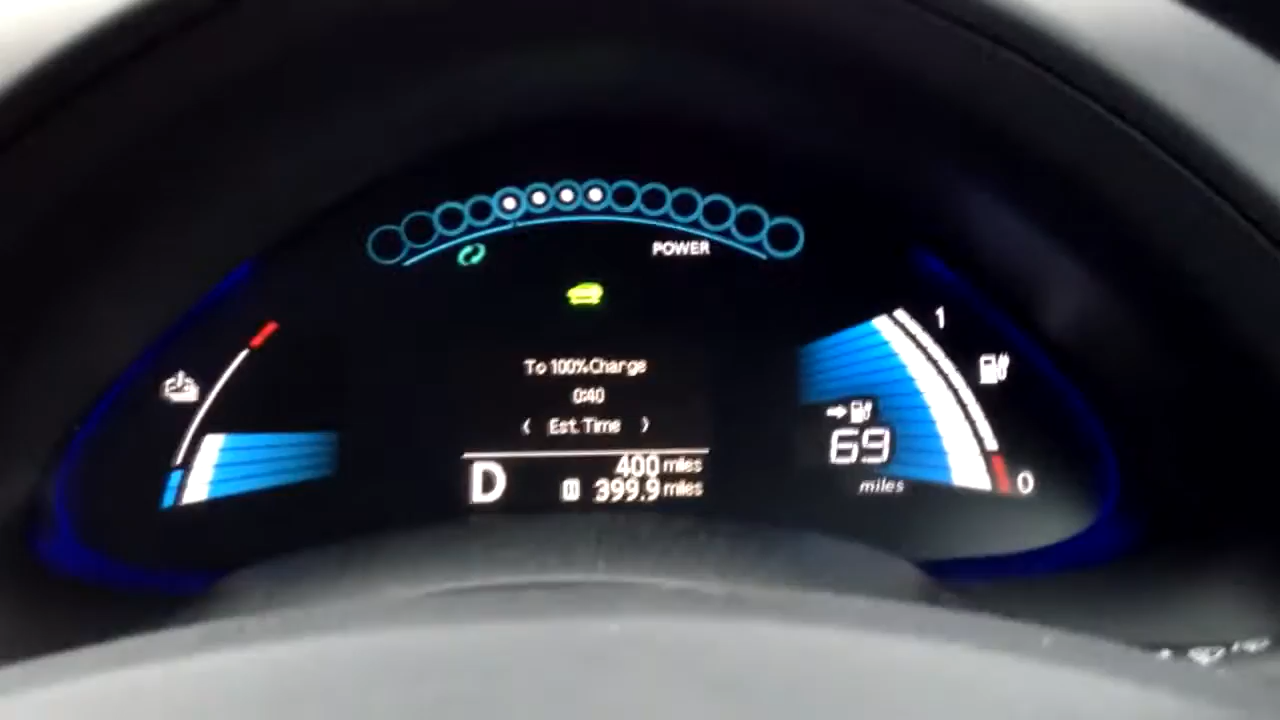 POWER
1
To 100% Charge
0:40
< Est. Time >
69
miles
0
D
400 miles
399.9 miles